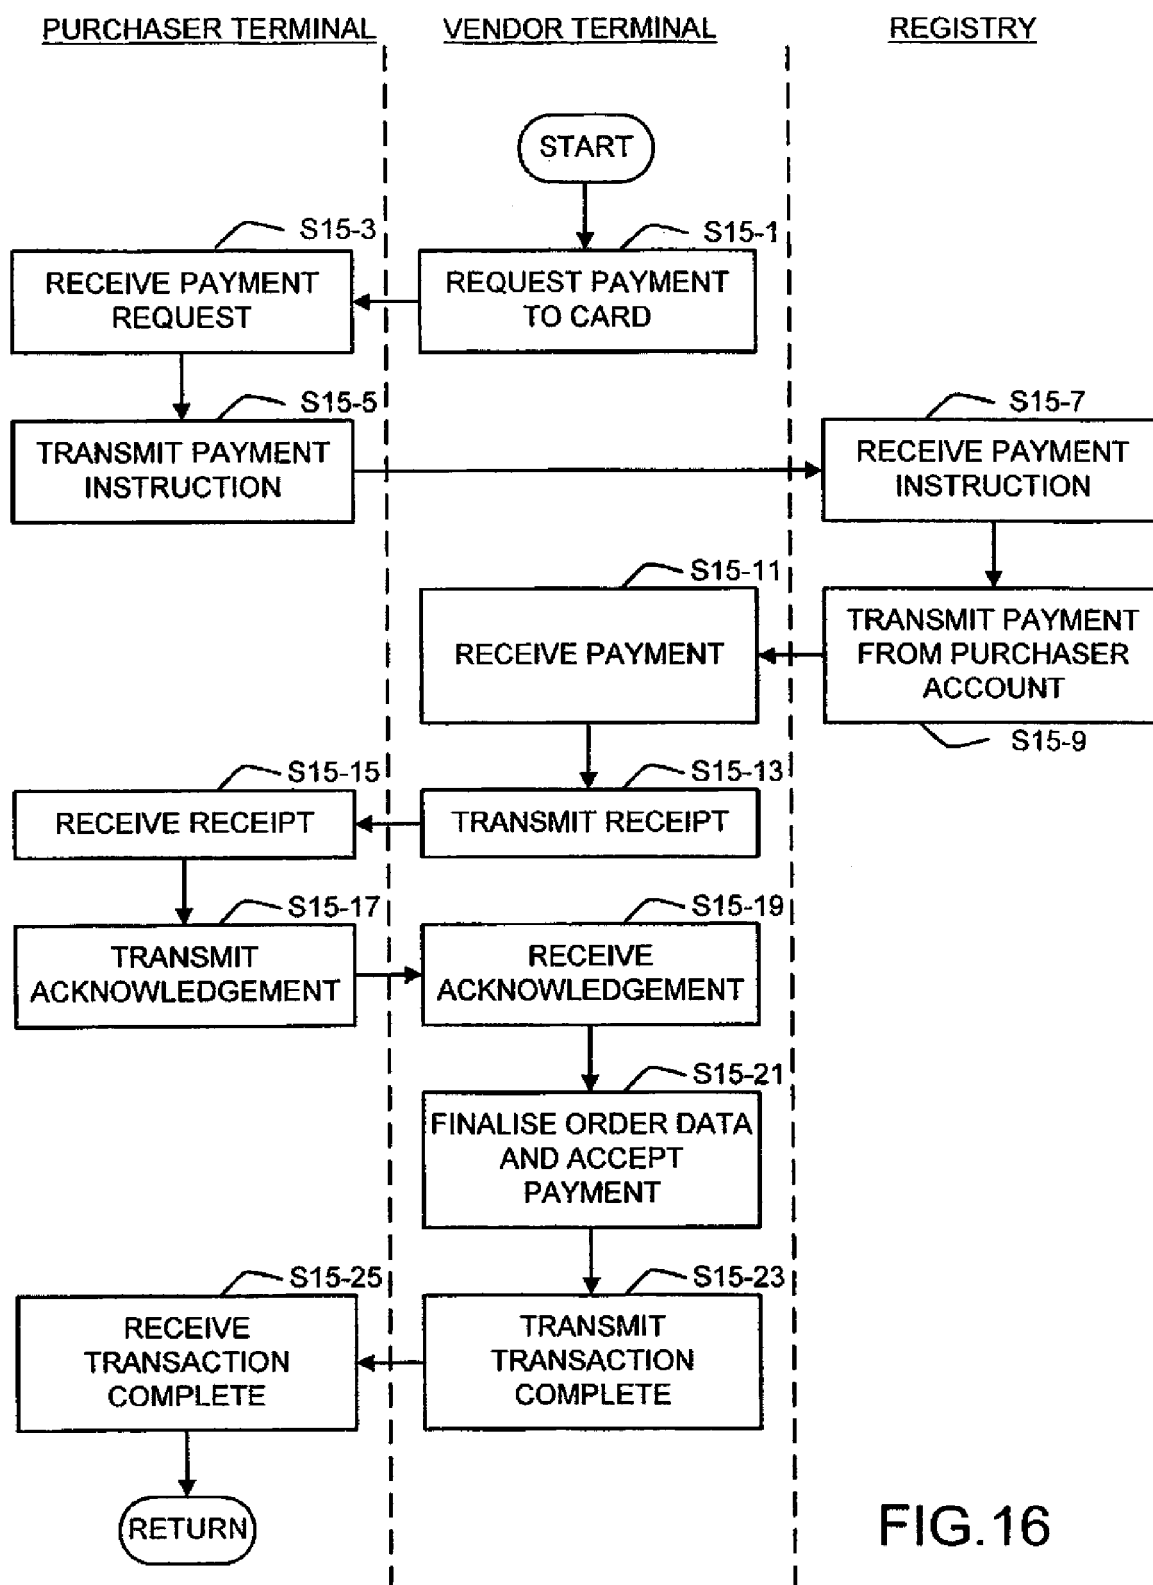 PURCHASER TERMINAL
VENDOR TERMINAL
REGISTRY
START
S15-3
S15-1
RECEIVE PAYMENT
REQUEST
REQUEST PAYMENT
TO CARD
S15-5
S15-7
TRANSMIT PAYMENT
INSTRUCTION
RECEIVE PAYMENT
INSTRUCTION
S15-11
RECEIVE PAYMENT
TRANSMIT PAYMENT
FROM PURCHASER
ACCOUNT
S15-9
S15-15
S15-13
RECEIVE RECEIPT
TRANSMIT RECEIPT
S15-17
S15-19
TRANSMIT
ACKNOWLEDGEMENT
RECEIVE
ACKNOWLEDGEMENT
S15-21
FINALISE ORDER DATA
AND ACCEPT
PAYMENT
S15-25
S15-23
RECEIVE
TRANSACTION
COMPLETE
TRANSMIT
TRANSACTION
COMPLETE
RETURN
FIG.16